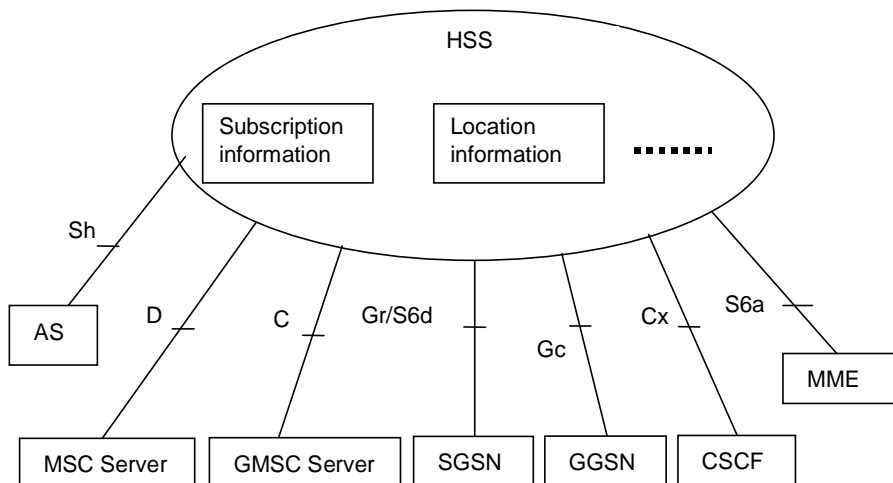 HSS
Subscription
information
Location
information
Sh
D
C
Gr/S6d
Gc
Cx
S6a
AS
MME
MSC Server
GMSC Server
SGSN
GGSN
CSCF